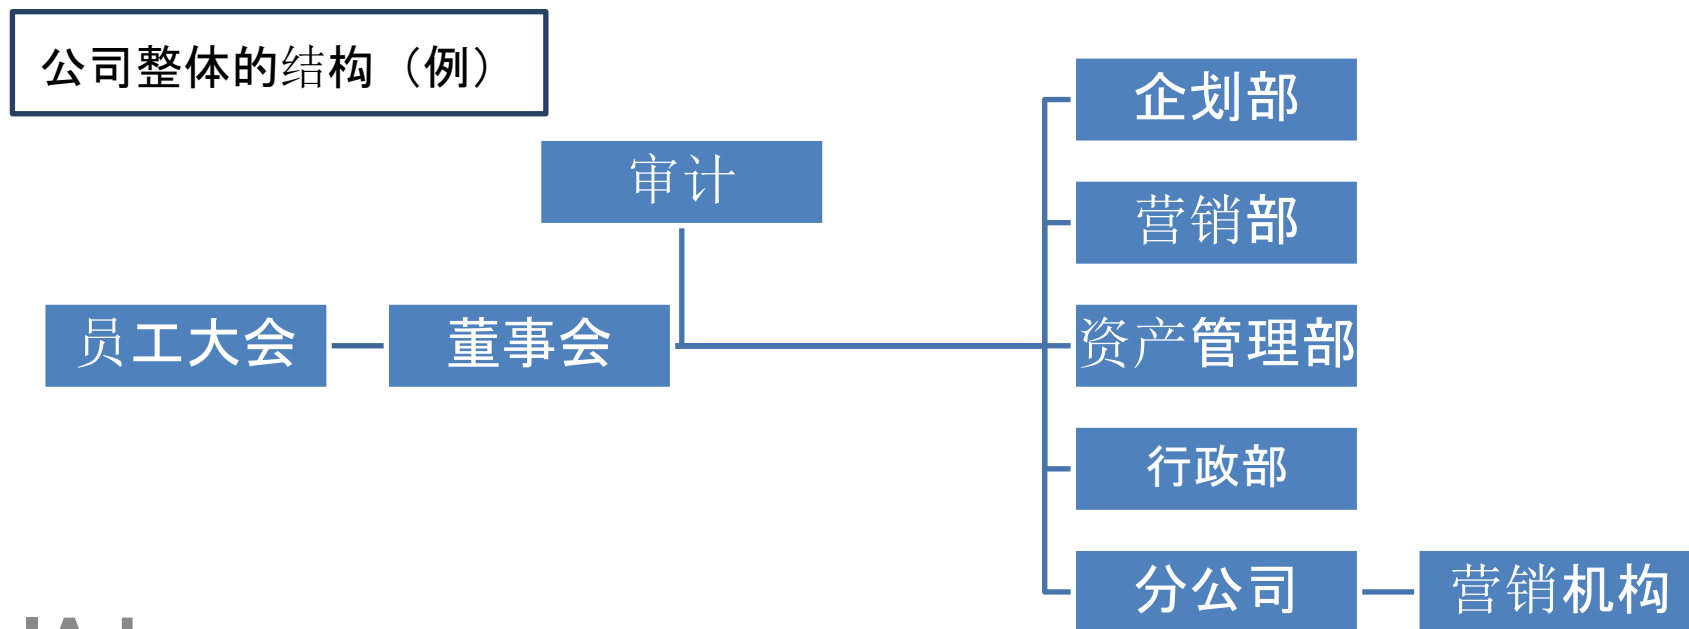 公司整体的结构（例）
企划部
审计
营销部
员工大会
董事会
资产管理部
行政部
分公司
营销机构